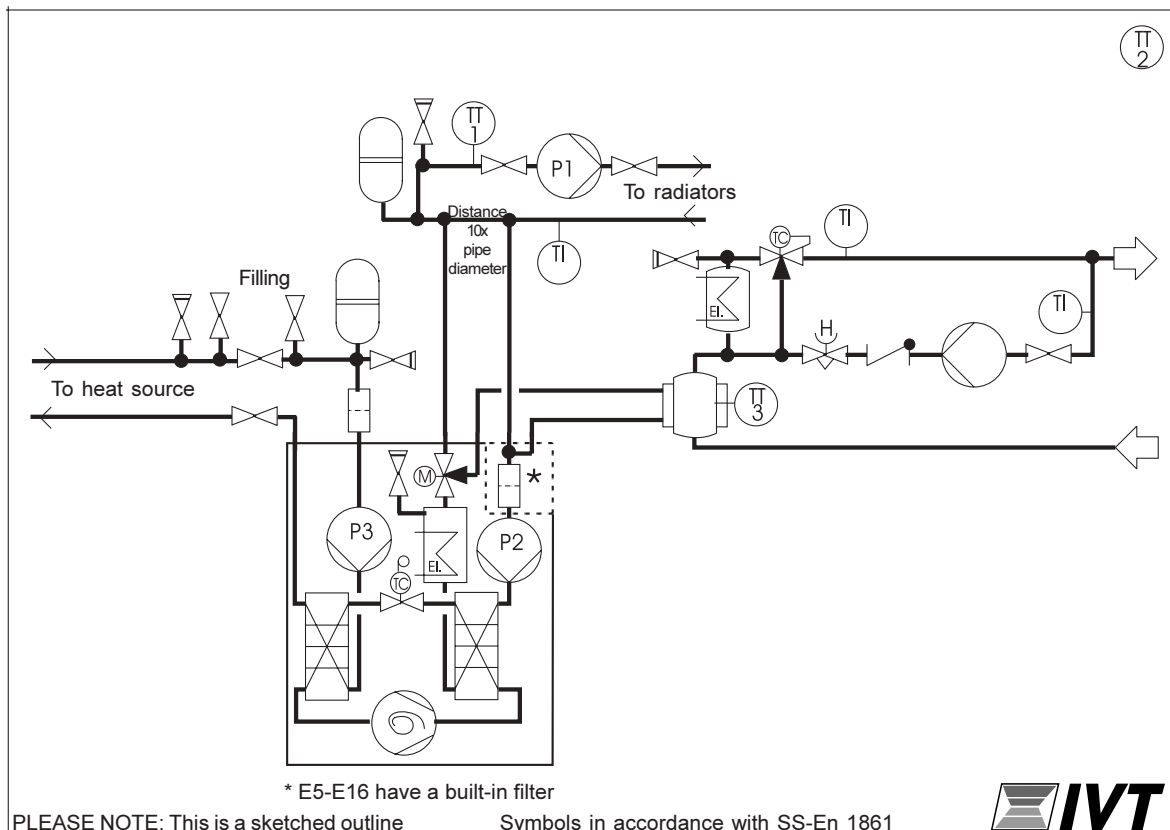 TT
2
TT
1
P1
To radiators
Distance
10x
pipe
diameter
TI
TC
TI
Filling
El.
TI
H
To heat source
TT
3
M
*
P3
P2
El.
TC
* E5-E16 have a built-in filter
PLEASE NOTE: This is a sketched outline
Symbols in accordance with SS-En 1861
IVT